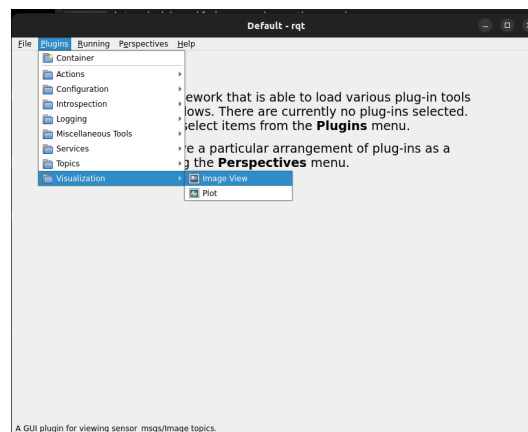 Default - rqt
File Plugins Running Perspectives Help
Container
Actions
Configuration
Introspection
Logging
Miscellaneous Tools
Services
Topics
Visualization
Image View
Plot
ework that is able to load various plug-in tools
lows. There are currently no plug-ins selected.
select items from the Plugins menu.
e a particular arrangement of plug-ins as a
the Perspectives menu.
A GUI plugin for viewing sensor_msgs/Image topics.